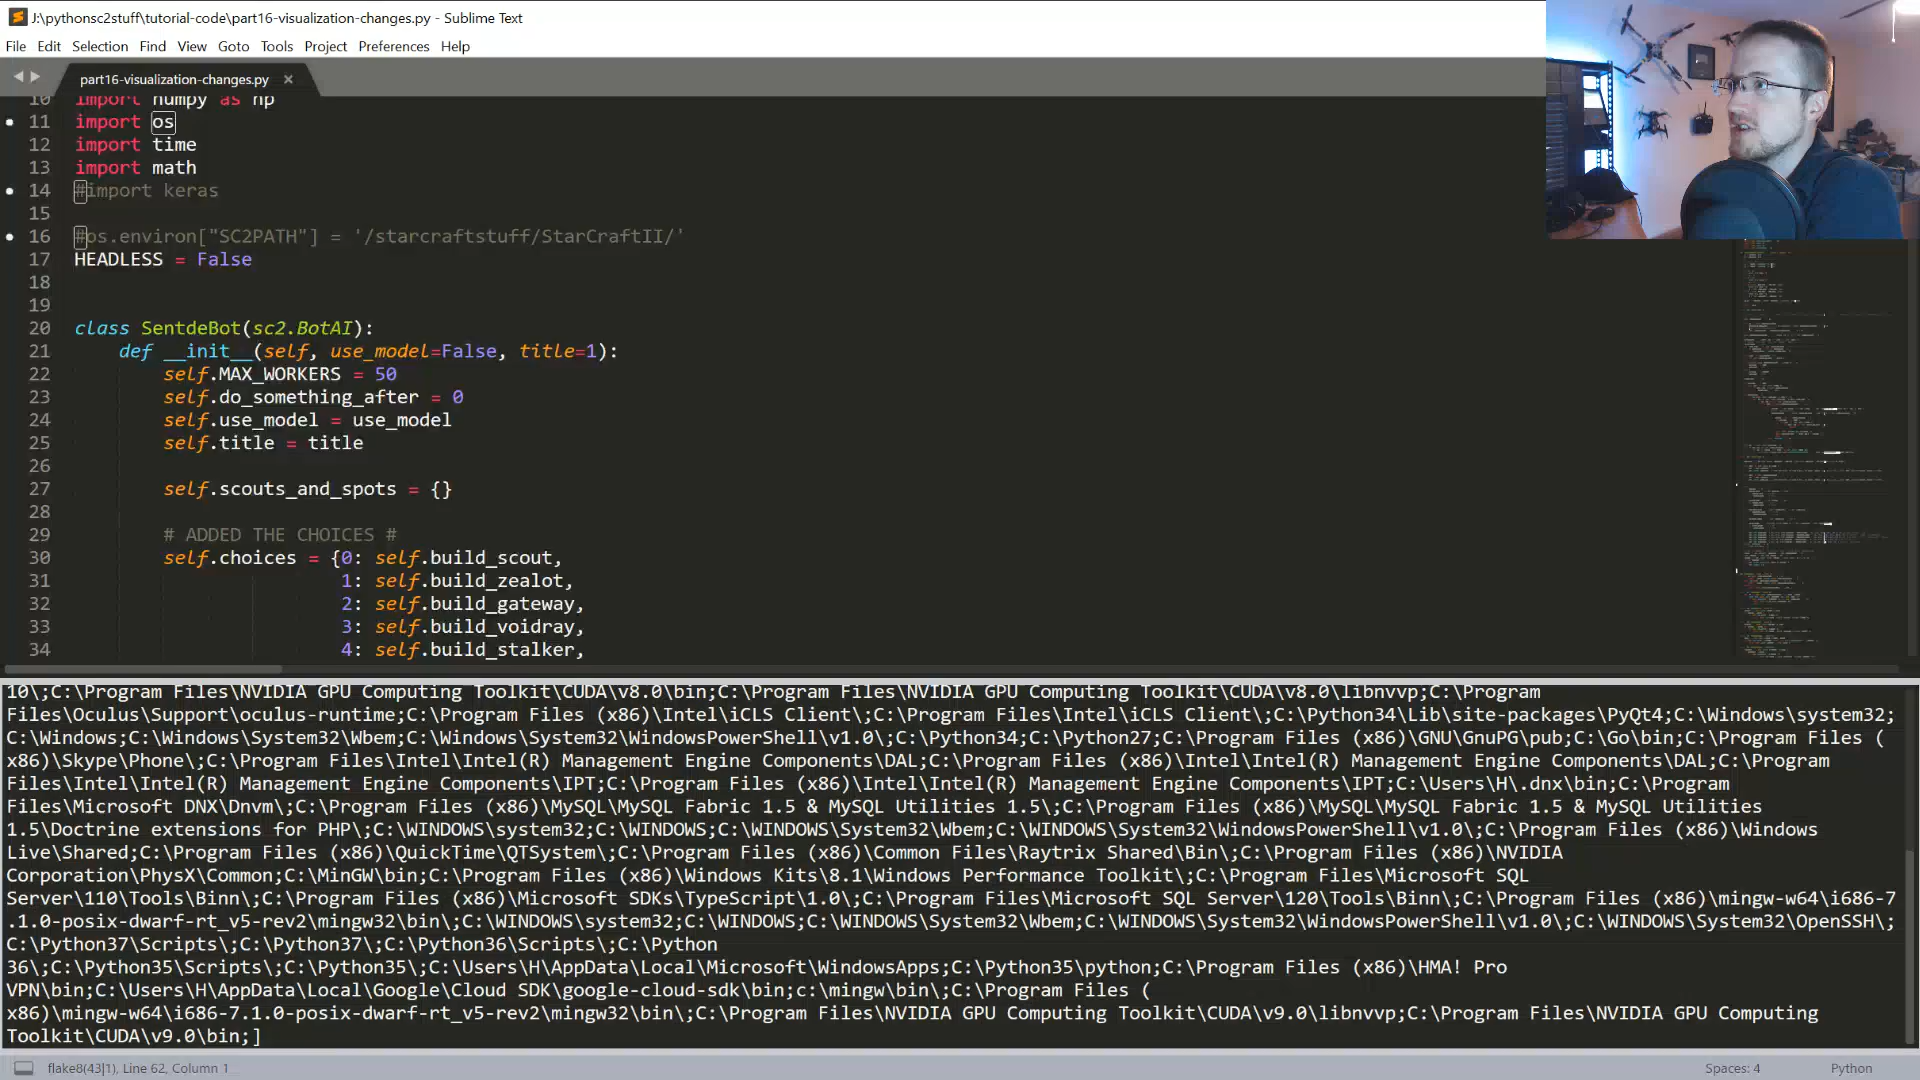 J:\pythonsc2stuff\tutorial-code\part16-visualization-changes.py - Sublime Text
File Edit Selection Find View Goto Tools Project Preferences Help
part16-visualization-changes.py ×
10 import numpy as np
11 import os
12 import time
13 import math
14 #import keras
15
16 #os.environ["SC2PATH"] = '/starcraftstuff/StarCraftII/'
17 HEADLESS = False
18
19
20 class SentdeBot(sc2.BotAI):
21 def __init__(self, use_model=False, title=1):
22 self.MAX_WORKERS = 50
23 self.do_something_after = 0
24 self.use_model = use_model
25 self.title = title
26
27 self.scouts_and_spots = {}
28
29 # ADDED THE CHOICES #
30 self.choices = {0: self.build_scout,
31 1: self.build_zealot,
32 2: self.build_gateway,
33 3: self.build_voidray,
34 4: self.build_stalker,
10\;C:\Program Files\NVIDIA GPU Computing Toolkit\CUDA\v8.0\bin;C:\Program Files\NVIDIA GPU Computing Toolkit\CUDA\v8.0\libnvvp;C:\Program
Files\Oculus\Support\oculus-runtime;C:\Program Files (x86)\Intel\iCLS Client\;C:\Program Files\Intel\iCLS Client\;C:\Python34\Lib\site-packages\PyQt4;C:\Windows\system32;
C:\Windows;C:\Windows\System32\Wbem;C:\Windows\System32\WindowsPowerShell\v1.0\;C:\Python34;C:\Python27;C:\Program Files (x86)\GNU\GnuPG\pub;C:\Go\bin;C:\Program Files (
x86)\Skype\Phone\;C:\Program Files\Intel\Intel(R) Management Engine Components\DAL;C:\Program Files (x86)\Intel\Intel(R) Management Engine Components\DAL;C:\Program
Files\Intel\Intel(R) Management Engine Components\IPT;C:\Program Files (x86)\Intel\Intel(R) Management Engine Components\IPT;C:\Users\H\.dnx\bin;C:\Program
Files\Microsoft DNX\Dnvm\;C:\Program Files (x86)\MySQL\MySQL Fabric 1.5 & MySQL Utilities 1.5\;C:\Program Files (x86)\MySQL\MySQL Fabric 1.5 & MySQL Utilities
1.5\Doctrine extensions for PHP\;C:\WINDOWS\system32;C:\WINDOWS;C:\WINDOWS\System32\Wbem;C:\WINDOWS\System32\WindowsPowerShell\v1.0\;C:\Program Files (x86)\Windows
Live\Shared;C:\Program Files (x86)\QuickTime\QTSystem\;C:\Program Files (x86)\Common Files\Raytrix Shared\Bin\;C:\Program Files (x86)\NVIDIA
Corporation\PhysX\Common;C:\MinGW\bin;C:\Program Files (x86)\Windows Kits\8.1\Windows Performance Toolkit\;C:\Program Files\Microsoft SQL
Server\110\Tools\Binn\;C:\Program Files (x86)\Microsoft SDKs\TypeScript\1.0\;C:\Program Files\Microsoft SQL Server\120\Tools\Binn\;C:\Program Files (x86)\mingw-w64\i686-7
.1.0-posix-dwarf-rt_v5-rev2\mingw32\bin\;C:\WINDOWS\system32;C:\WINDOWS;C:\WINDOWS\System32\Wbem;C:\WINDOWS\System32\WindowsPowerShell\v1.0\;C:\WINDOWS\System32\OpenSSH\;
C:\Python37\Scripts\;C:\Python37\;C:\Python36\Scripts\;C:\Python
36\;C:\Python35\Scripts\;C:\Python35\;C:\Users\H\AppData\Local\Microsoft\WindowsApps;C:\Python35\python;C:\Program Files (x86)\HMA! Pro
VPN\bin;C:\Users\H\AppData\Local\Google\Cloud SDK\google-cloud-sdk\bin;c:\mingw\bin\;C:\Program Files (
x86)\mingw-w64\i686-7.1.0-posix-dwarf-rt_v5-rev2\mingw32\bin\;C:\Program Files\NVIDIA GPU Computing Toolkit\CUDA\v9.0\libnvvp;C:\Program Files\NVIDIA GPU Computing
Toolkit\CUDA\v9.0\bin;]
flake8(43|1), Line 62, Column 1
Spaces: 4
Python